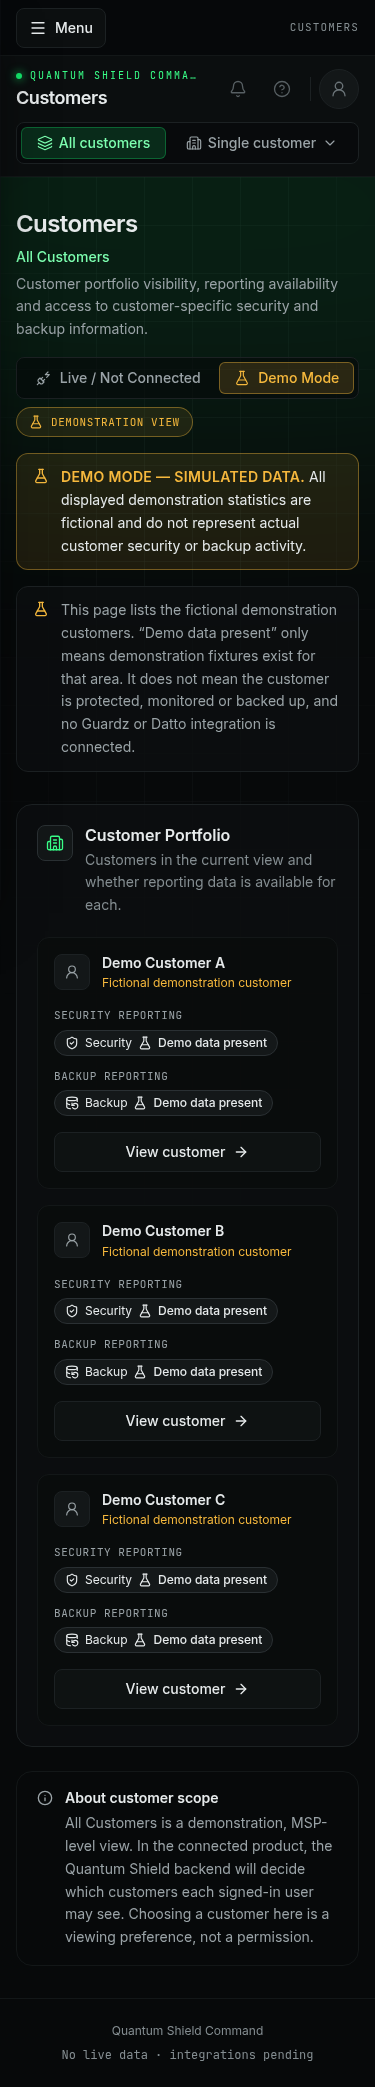 Menu
CUSTOMERS
QUANTUM SHIELD COMMA…
Customers
All customers
Single customer
Customers
All Customers
Customer portfolio visibility, reporting availability
and access to customer-specific security and
backup information.
Live / Not Connected
Demo Mode
DEMONSTRATION VIEW
DEMO MODE — SIMULATED DATA. All
displayed demonstration statistics are
fictional and do not represent actual
customer security or backup activity.
This page lists the fictional demonstration
customers. “Demo data present” only
means demonstration fixtures exist for
that area. It does not mean the customer
is protected, monitored or backed up, and
no Guardz or Datto integration is
connected.
Customer Portfolio
Customers in the current view and
whether reporting data is available for
each.
Demo Customer A
Fictional demonstration customer
SECURITY REPORTING
Security Demo data present
BACKUP REPORTING
Backup Demo data present
View customer
Demo Customer B
Fictional demonstration customer
SECURITY REPORTING
Security Demo data present
BACKUP REPORTING
Backup Demo data present
View customer
Demo Customer C
Fictional demonstration customer
SECURITY REPORTING
Security Demo data present
BACKUP REPORTING
Backup Demo data present
View customer
About customer scope
All Customers is a demonstration, MSP-
level view. In the connected product, the
Quantum Shield backend will decide
which customers each signed-in user
may see. Choosing a customer here is a
viewing preference, not a permission.
Quantum Shield Command
No live data · integrations pending